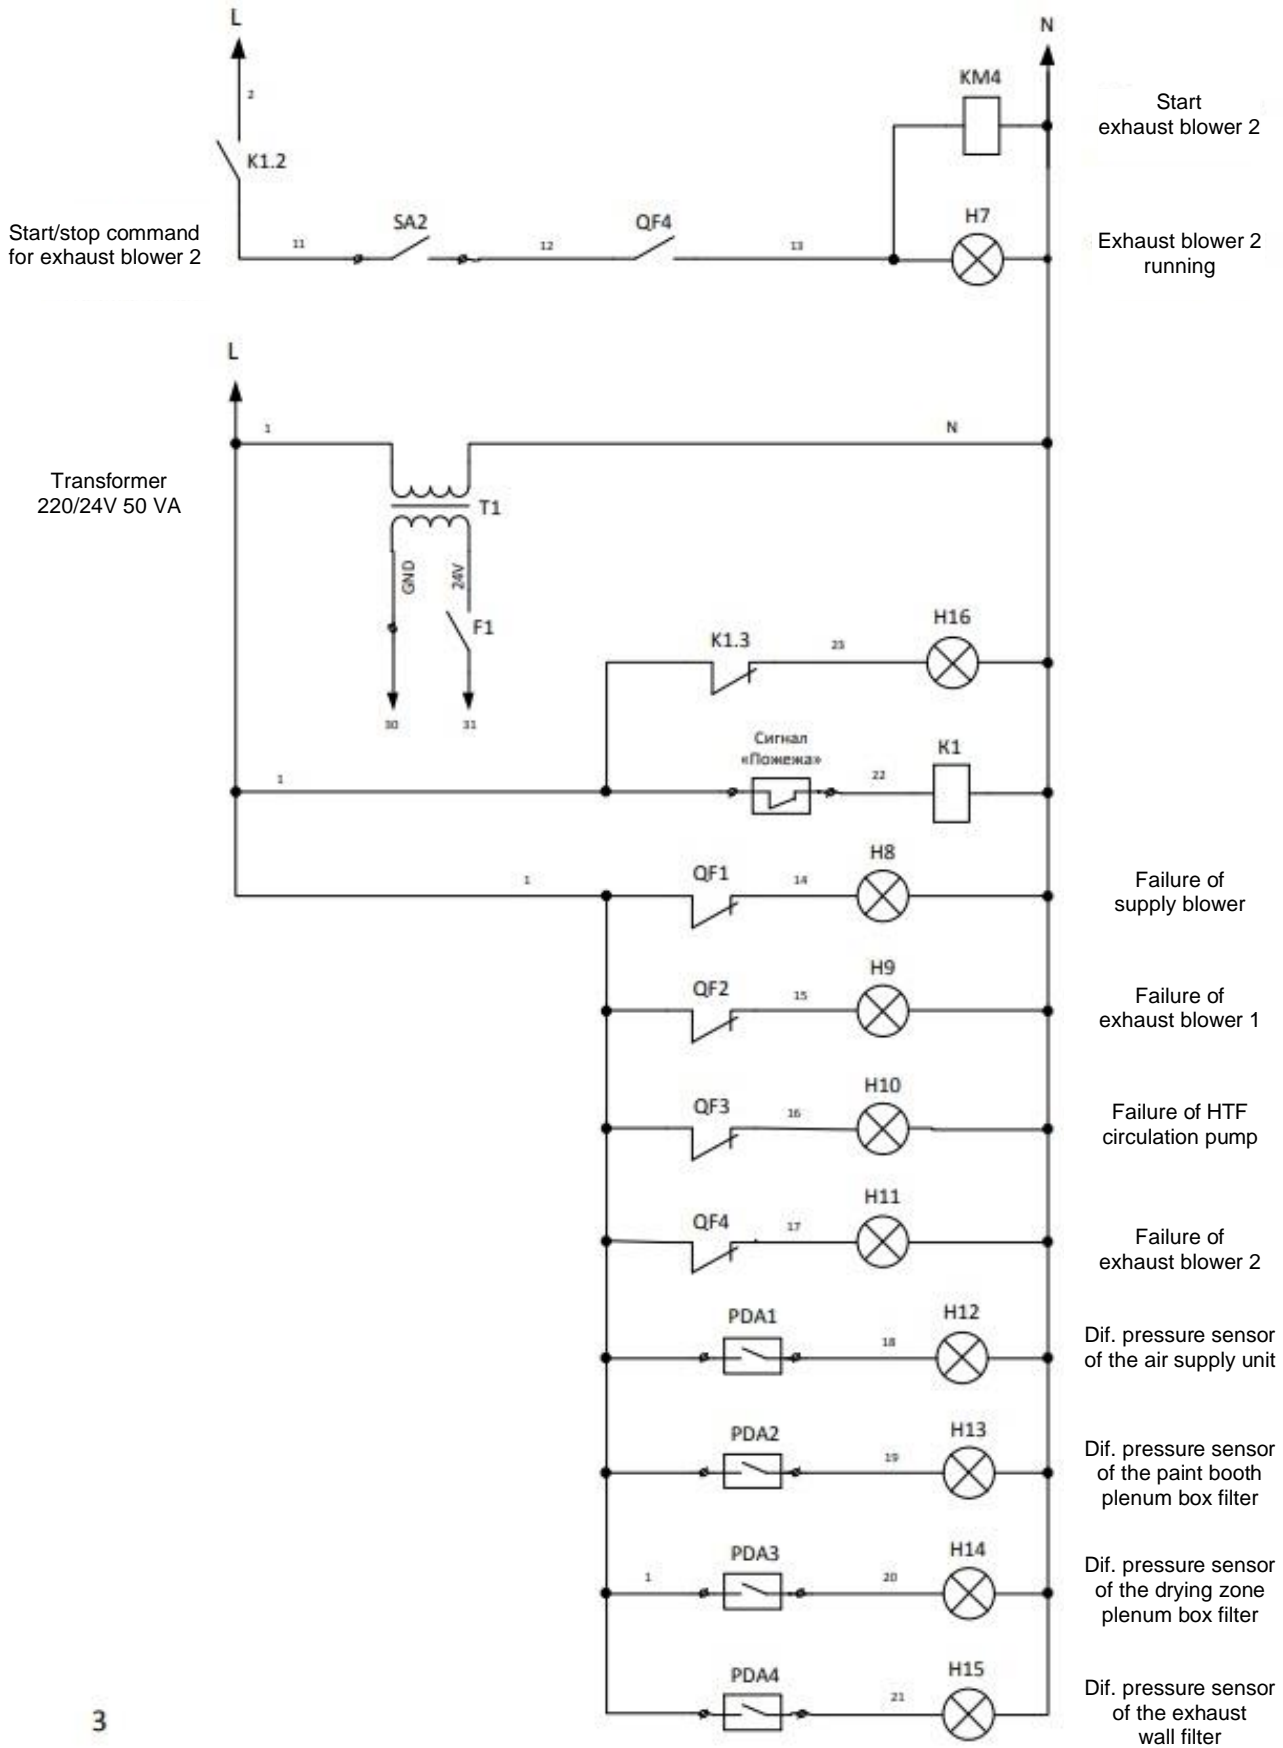 L
N
2
KM4
Start
exhaust blower 2
K1.2
Start/stop command
for exhaust blower 2
11
SA2
12
QF4
13
H7
Exhaust blower 2
running
L
1
N
Transformer
220/24V 50 VA
T1
GND
24V
F1
30
31
K1.3
23
H16
Сигнал
«Пожежа»
1
22
K1
1
QF1
14
H8
Failure of
supply blower
QF2
15
H9
Failure of
exhaust blower 1
QF3
16
H10
Failure of HTF
circulation pump
QF4
17
H11
Failure of
exhaust blower 2
PDA1
18
H12
Dif. pressure sensor
of the air supply unit
PDA2
19
H13
Dif. pressure sensor
of the paint booth
plenum box filter
1
PDA3
20
H14
Dif. pressure sensor
of the drying zone
plenum box filter
PDA4
21
H15
Dif. pressure sensor
of the exhaust
wall filter
3